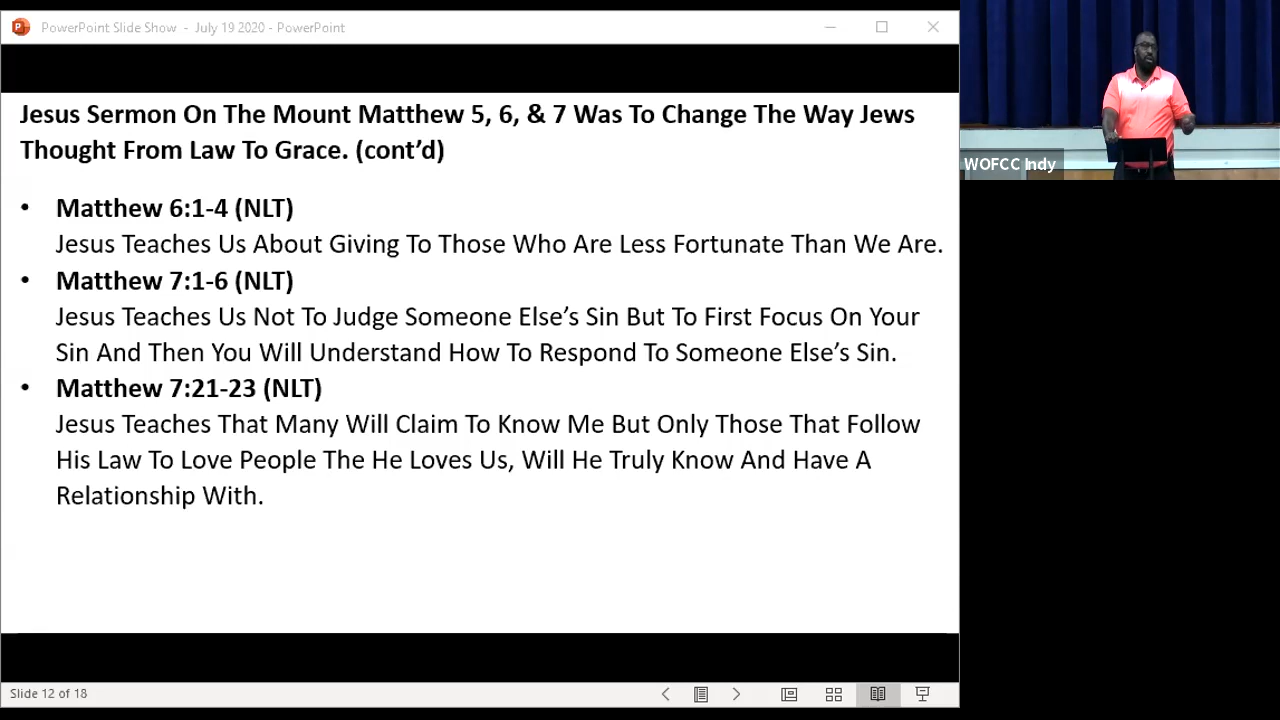 PowerPoint Slide Show - July 19 2020 - PowerPoint
Jesus Sermon On The Mount Matthew 5, 6, & 7 Was To Change The Way Jews
Thought From Law To Grace. (cont’d)
• Matthew 6:1-4 (NLT)
Jesus Teaches Us About Giving To Those Who Are Less Fortunate Than We Are.
• Matthew 7:1-6 (NLT)
Jesus Teaches Us Not To Judge Someone Else’s Sin But To First Focus On Your
Sin And Then You Will Understand How To Respond To Someone Else’s Sin.
• Matthew 7:21-23 (NLT)
Jesus Teaches That Many Will Claim To Know Me But Only Those That Follow
His Law To Love People The He Loves Us, Will He Truly Know And Have A
Relationship With.
WOFCC Indy
Slide 12 of 18